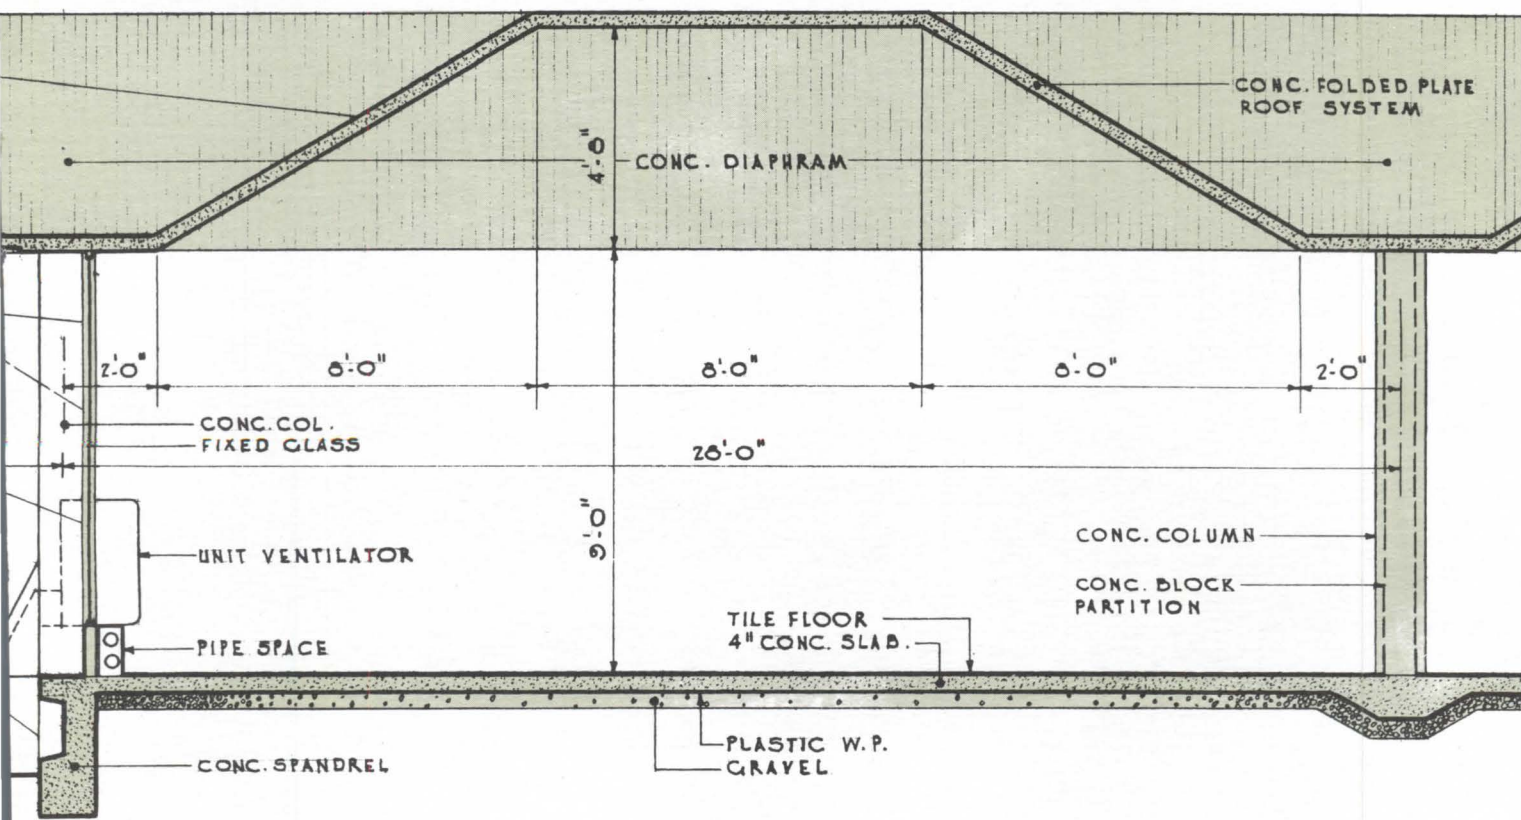 CONC. FOLDED PLATE
ROOF SYSTEM
4'-0"
CONC. DIAPHRAM
2'-0"
8'-0"
8'-0"
8'-0"
2'-0"
CONC. COL.
FIXED GLASS
28'-0"
9'-0"
UNIT VENTILATOR
CONC. COLUMN
CONC. BLOCK
PARTITION
TILE FLOOR
4" CONC. SLAB.
PIPE SPACE
PLASTIC W.P.
GRAVEL
CONC. SPANDREL